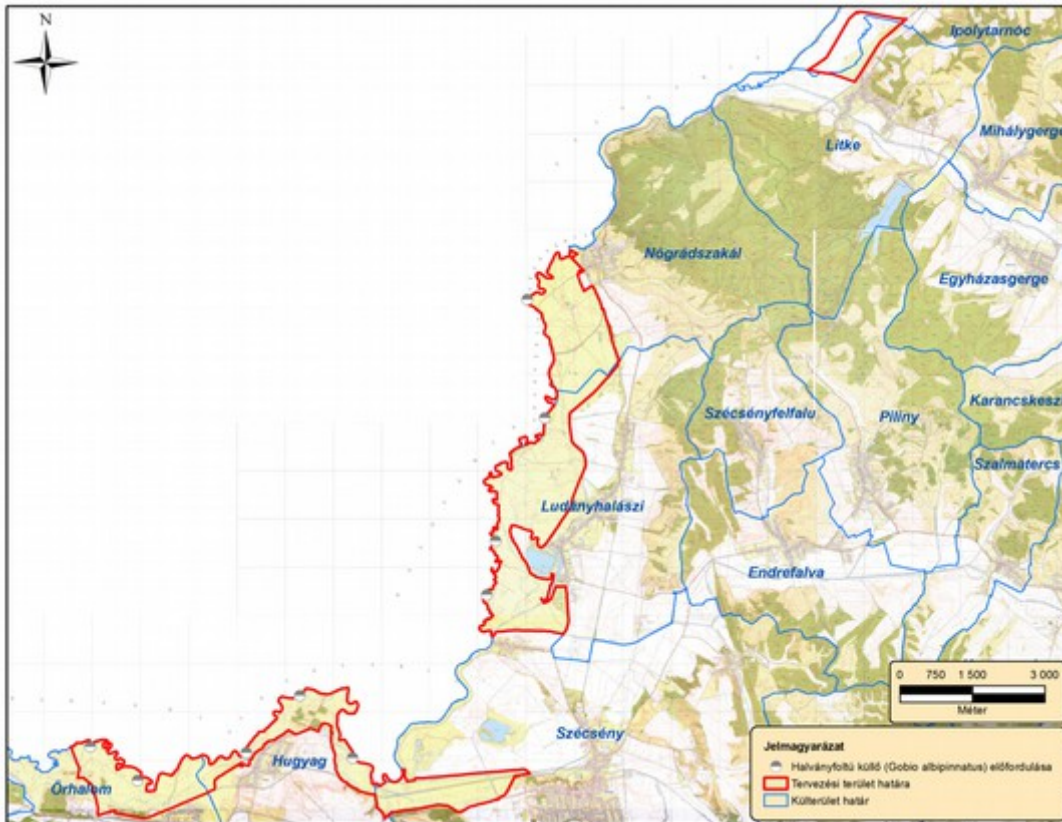 N
Ipolytarnóc
Mihálygerge
Litke
Nógrádszakál
Egyházasgerge
Karancskeszi
Szécsényfelfalu
Piliny
Szalmatercs
Ludányhalászi
Endrefalva
0 750 1 500 3 000
Méter
Szécsény
Hugyag
Őrhalom
Jelmagyarázat
Halványfoltú küllő (Gobio albipinnatus) előfordulása
Tervezési terület határa
Külterület határ